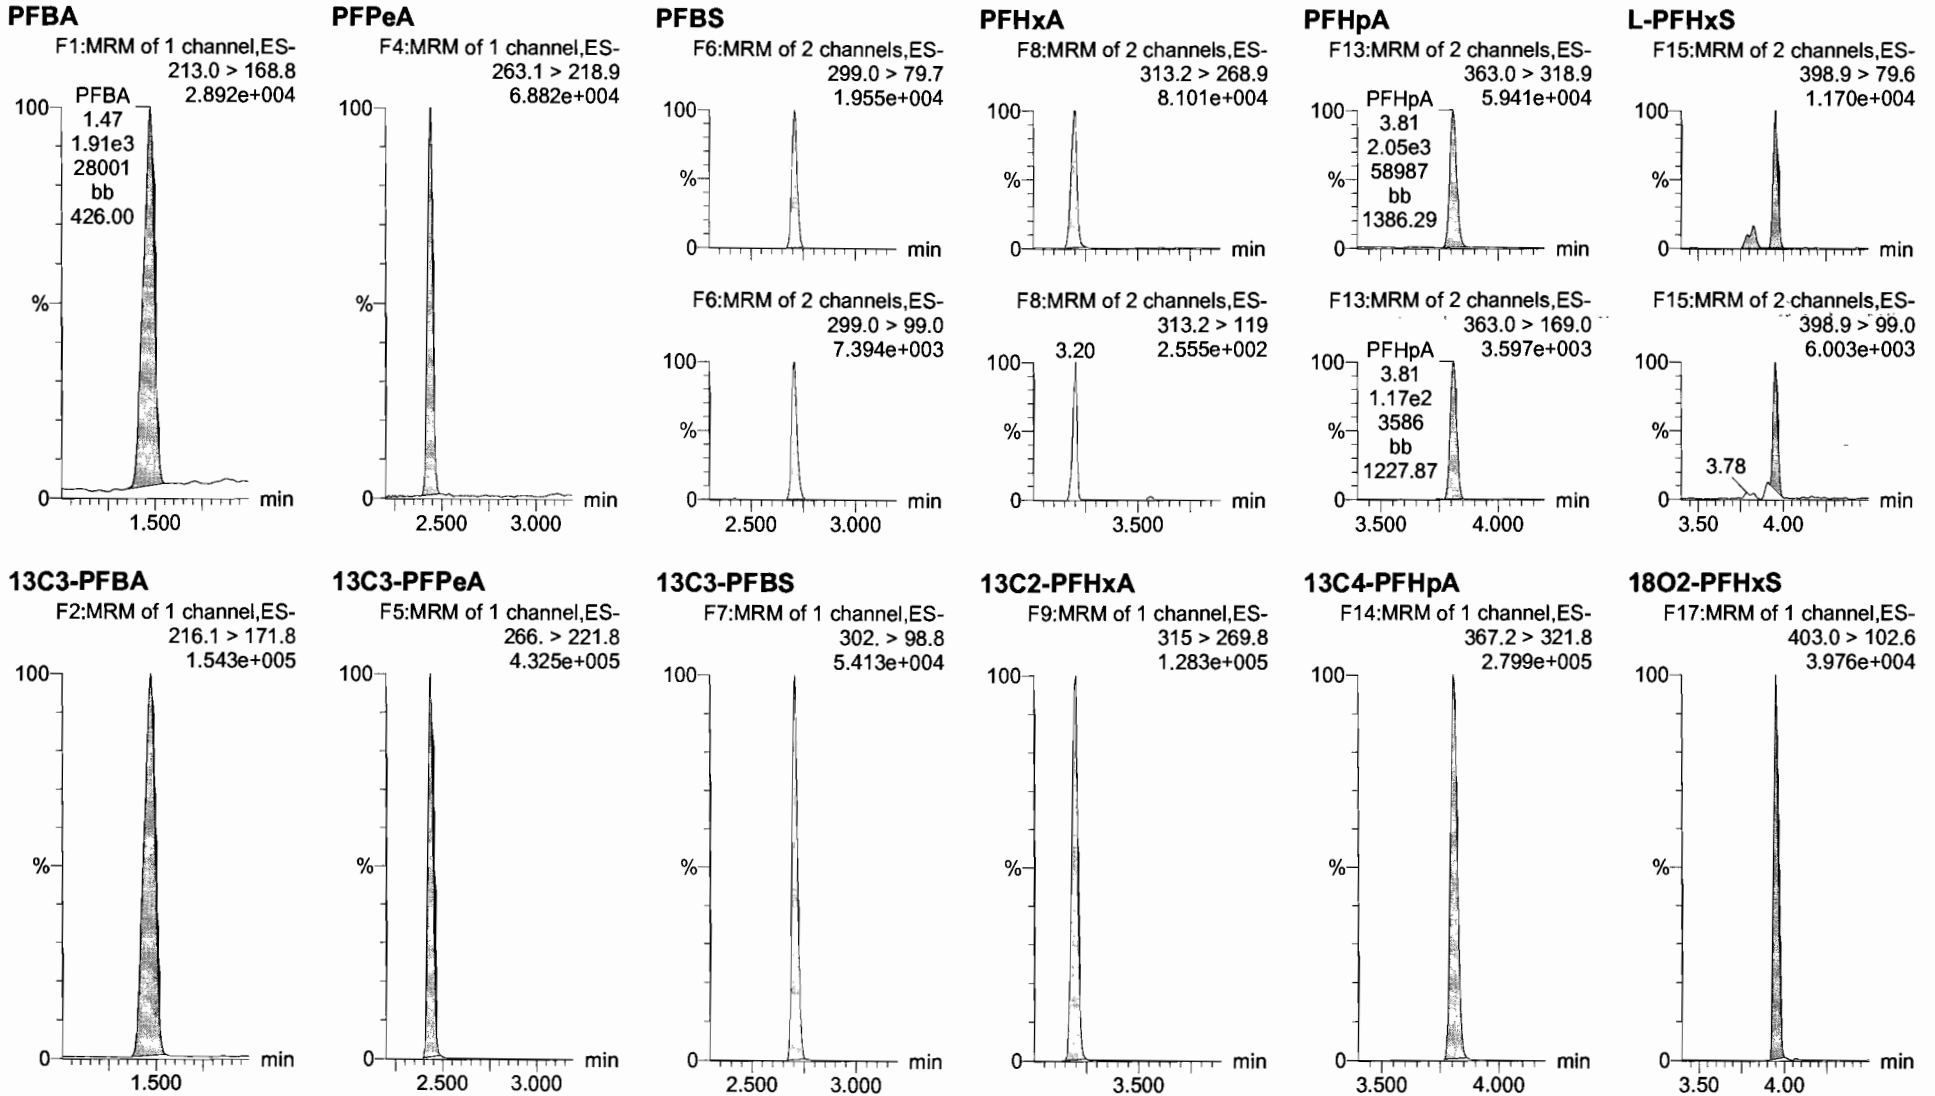 PFBA
F1:MRM of 1 channel,ES-
213.0 > 168.8
2.892e+004
PFBA
1.47
1.91e3
28001
bb
426.00
100
%
0
min
1.500
PFPeA
F4:MRM of 1 channel,ES-
263.1 > 218.9
6.882e+004
100
%
0
min
2.500 3.000
PFBS
F6:MRM of 2 channels,ES-
299.0 > 79.7
1.955e+004
100
%
0
min
F6:MRM of 2 channels,ES-
299.0 > 99.0
7.394e+003
100
%
0
min
2.500 3.000
PFHxA
F8:MRM of 2 channels,ES-
313.2 > 268.9
8.101e+004
100
%
0
min
F8:MRM of 2 channels,ES-
313.2 > 119
2.555e+002
3.20
100
%
0
min
3.500
PFHpA
F13:MRM of 2 channels,ES-
363.0 > 318.9
5.941e+004
PFHpA
3.81
2.05e3
58987
bb
1386.29
100
%
0
min
F13:MRM of 2 channels,ES-
363.0 > 169.0
3.597e+003
PFHpA
3.81
1.17e2
3586
bb
1227.87
100
%
0
min
3.500 4.000
L-PFHxS
F15:MRM of 2 channels,ES-
398.9 > 79.6
1.170e+004
100
%
0
min
F15:MRM of 2 channels,ES-
398.9 > 99.0
6.003e+003
100
%
3.78
0
min
3.50 4.00
13C3-PFBA
F2:MRM of 1 channel,ES-
216.1 > 171.8
1.543e+005
100
%
0
min
1.500
13C3-PFPeA
F5:MRM of 1 channel,ES-
266. > 221.8
4.325e+005
100
%
0
min
2.500 3.000
13C3-PFBS
F7:MRM of 1 channel,ES-
302. > 98.8
5.413e+004
100
%
0
min
2.500 3.000
13C2-PFHxA
F9:MRM of 1 channel,ES-
315 > 269.8
1.283e+005
100
%
0
min
3.500
13C4-PFHpA
F14:MRM of 1 channel,ES-
367.2 > 321.8
2.799e+005
100
%
0
min
3.500 4.000
18O2-PFHxS
F17:MRM of 1 channel,ES-
403.0 > 102.6
3.976e+004
100
%
0
min
3.50 4.00